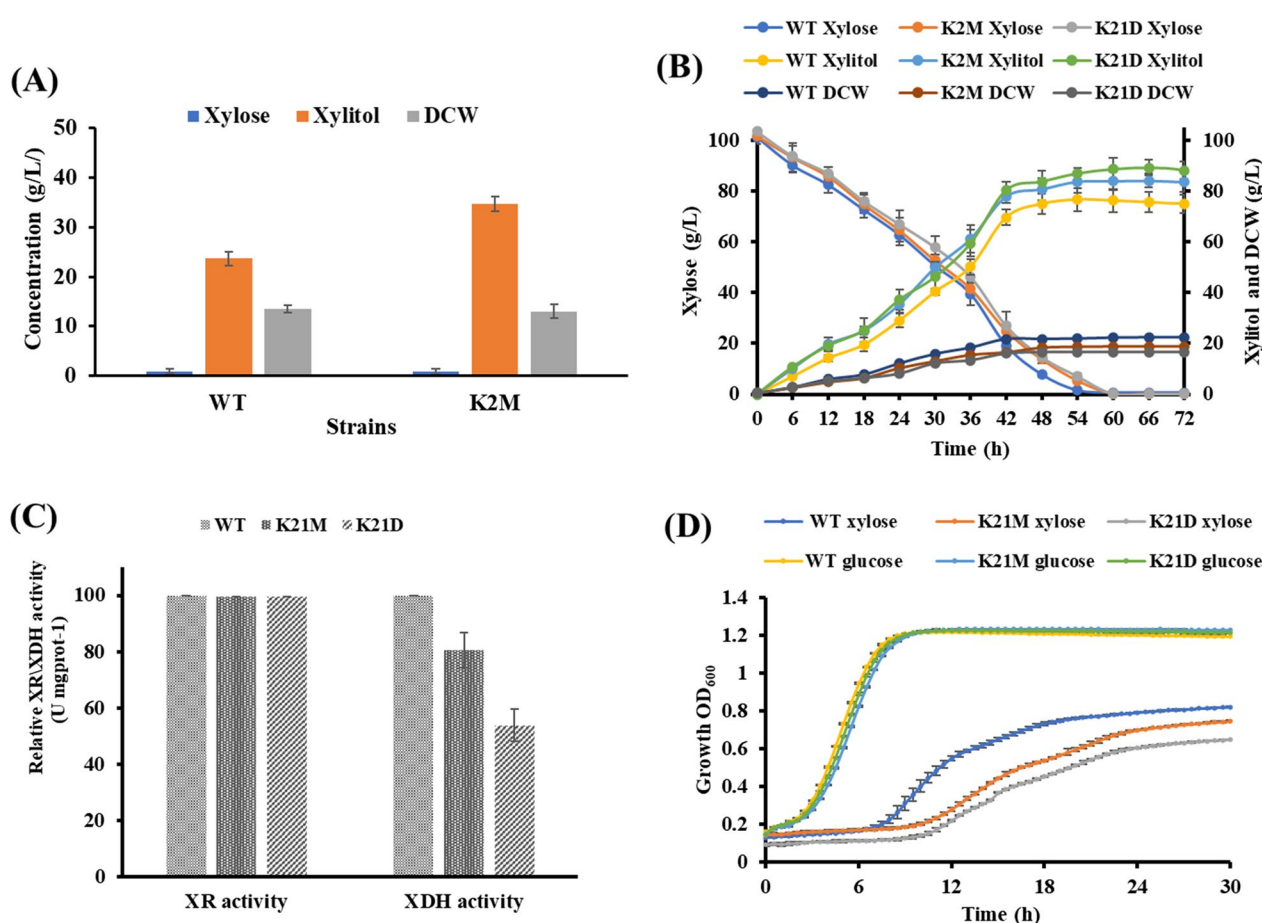 (A)
Xylose Xylitol DCW
Concentration (g/L/)
50
40
30
20
10
0
WT K2M
Strains
(B)
WT Xylose K2M Xylose K21D Xylose
WT Xylitol K2M Xylitol K21D Xylitol
WT DCW K2M DCW K21D DCW
Xylose (g/L)
100
80
60
40
20
0
Xylitol and DCW (g/L)
100
80
60
40
20
0
0 6 12 18 24 30 36 42 48 54 60 66 72
Time (h)
(C)
WT K21M K21D
Relative XR\XDH activity
(U mgprot-1)
100
80
60
40
20
0
XR activity XDH activity
(D)
WT xylose K21M xylose K21D xylose
WT glucose K21M glucose K21D glucose
Growth OD600
1.4
1.2
1
0.8
0.6
0.4
0.2
0
0 6 12 18 24 30
Time (h)